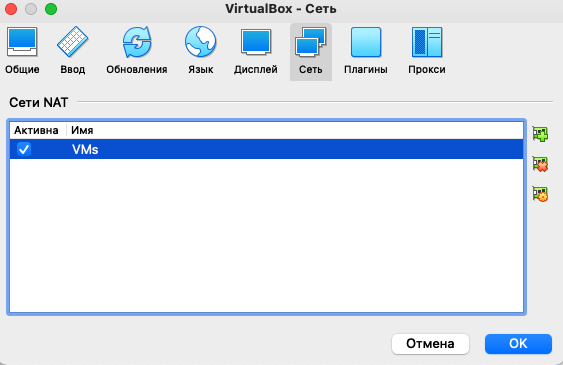 VirtualBox - Сеть
Общие Ввод Обновления Язык Дисплей Сеть Плагины Прокси
Сети NAT
Активна Имя
VMs
Отмена OK